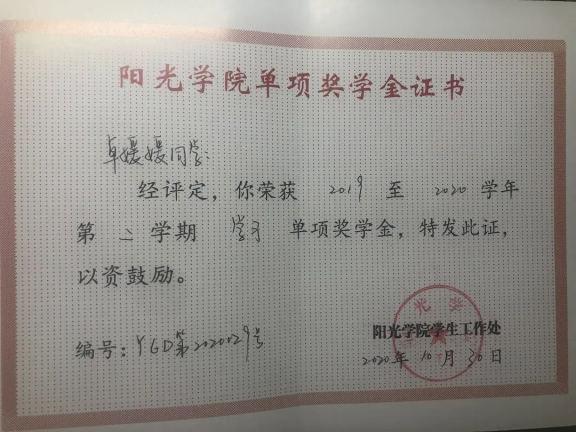 阳光学院单项奖学金证书
卓媛媛同学:
经评定,你荣获 2019 至 2020 学年
第 二 学期 学习 单项奖学金,特发此证,
以资鼓励。
阳光学院学生工作处
编号:YGD第2020029号
2020年10月30日